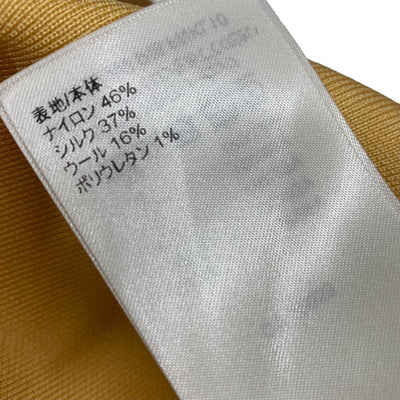 表地/本体
ナイロン 46%
シルク 37%
ウール 16%
ポリウレタン 1%